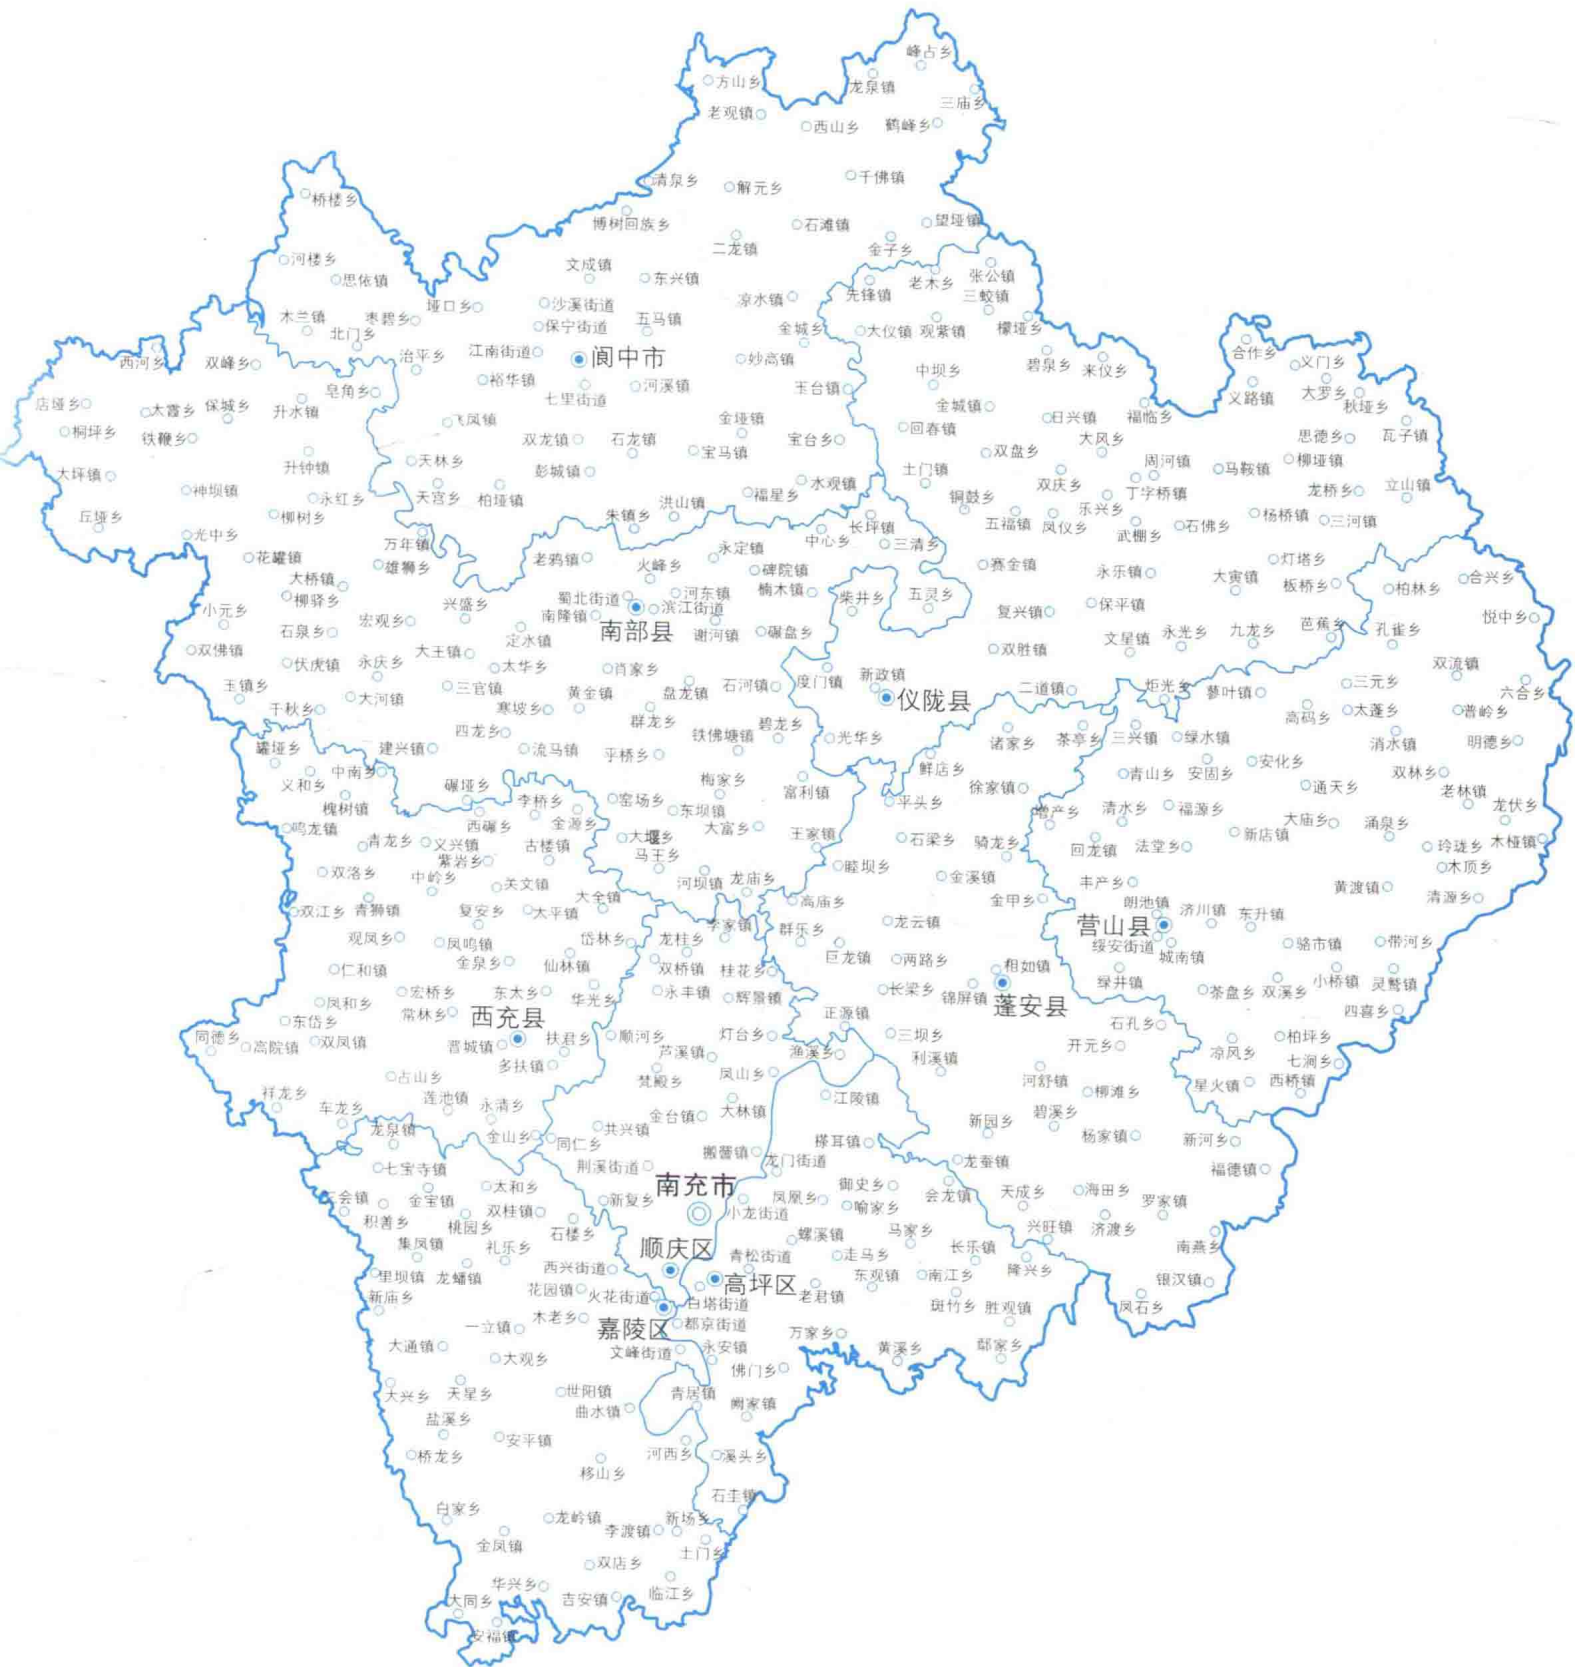 峰占乡
方山乡
龙泉镇
三庙乡
老观镇
西山乡
鹤峰乡
清泉乡
解元乡
千佛镇
桥楼乡
博树回族乡
石滩镇
望垭镇
二龙镇
金子乡
河楼乡
思依镇
文成镇
东兴镇
凉水镇
先锋镇
老木乡
张公镇
三蛟镇
木兰镇
枣碧乡
垭口乡
沙溪街道
保宁街道
五马镇
金城乡
大仪镇
观紫镇
檬垭乡
北门乡
治平乡
江南街道
阆中市
妙高镇
西河乡
双峰乡
皂角乡
裕华镇
七里街道
河溪镇
玉台镇
中坝乡
碧泉乡
来仪乡
合作乡
义门乡
店垭乡
太霞乡
保城乡
升水镇
飞凤镇
金垭镇
金城镇
日兴镇
福临乡
义路镇
大罗乡
秋垭乡
桐坪乡
铁鞭乡
双龙镇
石龙镇
宝马镇
宝台乡
回春镇
大风乡
思德乡
瓦子镇
大坪镇
升钟镇
天林乡
彭城镇
水观镇
土门镇
双盘乡
周河镇
马鞍镇
柳垭镇
神坝镇
永红乡
天宫乡
柏垭镇
洪山镇
福星乡
铜鼓乡
双庆乡
丁字桥镇
龙桥乡
立山镇
丘垭乡
光中乡
柳树乡
万年镇
朱镇乡
中心乡
长坪镇
五福镇
凤仪乡
乐兴乡
武棚乡
石佛乡
杨桥镇
三河镇
花罐镇
雄狮乡
老鸦镇
火峰乡
永定镇
碑院镇
三清乡
赛金镇
永乐镇
大寅镇
灯塔乡
板桥乡
柏林乡
合兴乡
大桥镇
柳驿乡
蜀北街道
河东镇
楠木镇
柴井乡
五灵乡
复兴镇
保平镇
小元乡
石泉乡
宏观乡
兴盛乡
定水镇
南隆镇
滨江街道
南部县
谢河镇
碾盘乡
双胜镇
文星镇
永光乡
九龙乡
芭蕉乡
孔雀乡
悦中乡
双佛镇
伏虎镇
永庆乡
大王镇
太华乡
肖家乡
度门镇
新政镇
双流镇
玉镇乡
千秋乡
大河镇
三官镇
黄金镇
盘龙镇
石河镇
仪陇县
二道镇
炬光乡
蓼叶镇
三元乡
六合乡
寒坡乡
群龙乡
碧龙乡
高码乡
太蓬乡
普岭乡
罐垭乡
建兴镇
四龙乡
流马镇
平桥乡
铁佛塘镇
光华乡
诸家乡
茶亭乡
三兴镇
绿水镇
消水镇
明德乡
义和乡
中南乡
碾垭乡
李桥乡
窑场乡
梅家乡
富利镇
鲜店乡
徐家镇
青山乡
安固乡
安化乡
双林乡
槐树镇
西碾乡
金源乡
东坝镇
平头乡
增产乡
清水乡
福源乡
通天乡
老林镇
龙伏乡
鸣龙镇
青龙乡
义兴镇
古楼镇
大堰乡
大富乡
王家镇
石梁乡
骑龙乡
回龙镇
法堂乡
新店镇
大庙乡
涌泉乡
木桠镇
玲珑乡
双洛乡
紫岩乡
中岭乡
关文镇
马王乡
河坝镇
龙庙乡
睦坝乡
金溪镇
丰产乡
黄渡镇
木顶乡
清源乡
双江乡
青狮镇
复安乡
太平镇
大全镇
高庙乡
龙云镇
金甲乡
朗池镇
济川镇
东升镇
营山县
观凤乡
凤鸣镇
岱林乡
龙桂乡
李家镇
群乐乡
巨龙镇
绥安街道
城南镇
骆市镇
带河乡
仁和镇
金泉乡
仙林镇
双桥镇
桂花乡
两路乡
相如镇
绿井镇
小桥镇
灵鹫镇
凤和乡
宏桥乡
东太乡
华光乡
永丰镇
辉景镇
长梁乡
锦屏镇
蓬安县
茶盘乡
双溪乡
四喜乡
东岱乡
常林乡
西充县
正源镇
石孔乡
同德乡
高院镇
双凤镇
晋城镇
扶君乡
顺河乡
灯台乡
三坝乡
开元乡
凉风乡
柏坪乡
多扶镇
芦溪镇
渔溪乡
利溪镇
七涧乡
占山乡
梵殿乡
凤山乡
河舒镇
柳滩乡
星火镇
西桥镇
祥龙乡
车龙乡
莲池镇
永清乡
金台镇
大林镇
江陵镇
碧溪乡
龙泉镇
金山乡
同仁乡
共兴镇
新园乡
杨家镇
新河乡
七宝寺镇
荆溪街道
搬罾镇
龙门街道
㭎耳镇
龙蚕镇
福德镇
三会镇
金宝镇
太和乡
南充市
新复乡
凤凰乡
御史乡
会龙镇
天成乡
海田乡
罗家镇
积善乡
桃园乡
双桂镇
石楼乡
小龙街道
喻家乡
兴旺镇
济渡乡
集凤镇
礼乐乡
顺庆区
螺溪镇
马家乡
南燕乡
里坝镇
龙蟠镇
西兴街道
青松街道
走马乡
长乐镇
隆兴乡
新庙乡
花园镇
火花街道
高坪区
老君镇
东观镇
南江乡
银汉镇
木老乡
嘉陵区
白塔街道
斑竹乡
胜观镇
凤石乡
一立镇
都京街道
万家乡
大通镇
大观乡
文峰街道
永安镇
佛门乡
黄溪乡
鄢家乡
大兴乡
天星乡
世阳镇
青居镇
曲水镇
阙家镇
盐溪乡
安平镇
桥龙乡
移山乡
河西乡
溪头乡
石圭镇
白家乡
龙岭镇
李渡镇
新场乡
金凤镇
土门乡
双店乡
华兴乡
吉安镇
临江乡
大同乡
安福镇